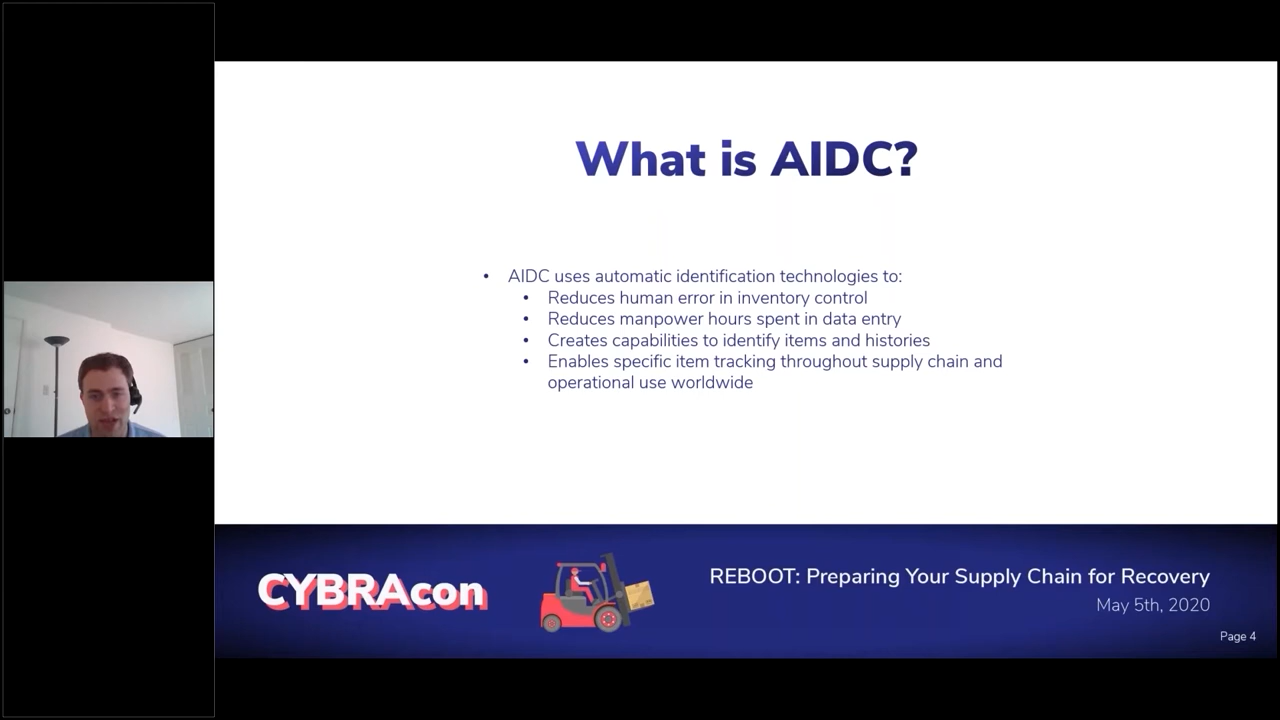 What is AIDC?
• AIDC uses automatic identification technologies to:
• Reduces human error in inventory control
• Reduces manpower hours spent in data entry
• Creates capabilities to identify items and histories
• Enables specific item tracking throughout supply chain and
operational use worldwide
CYBRAcon
REBOOT: Preparing Your Supply Chain for Recovery
May 5th, 2020
Page 4